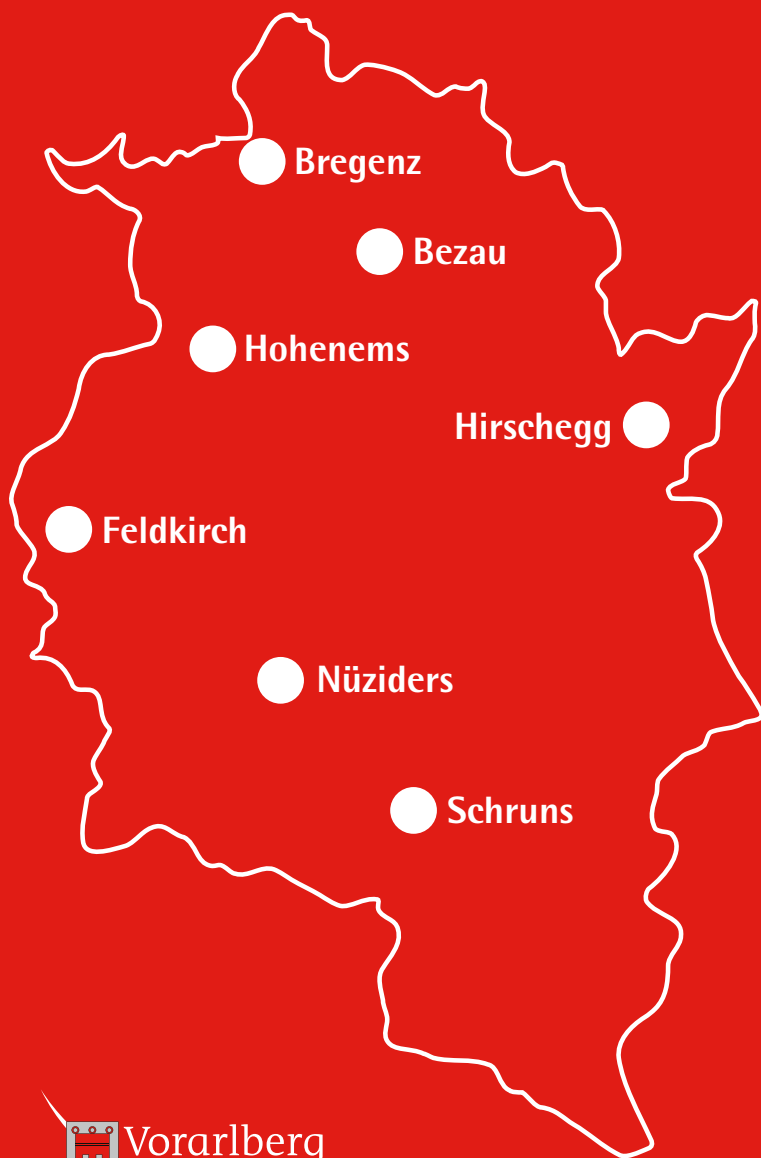 Bregenz
Bezau
Hohenems
Hirschegg
Feldkirch
Nüziders
Schruns
Vorarlberg